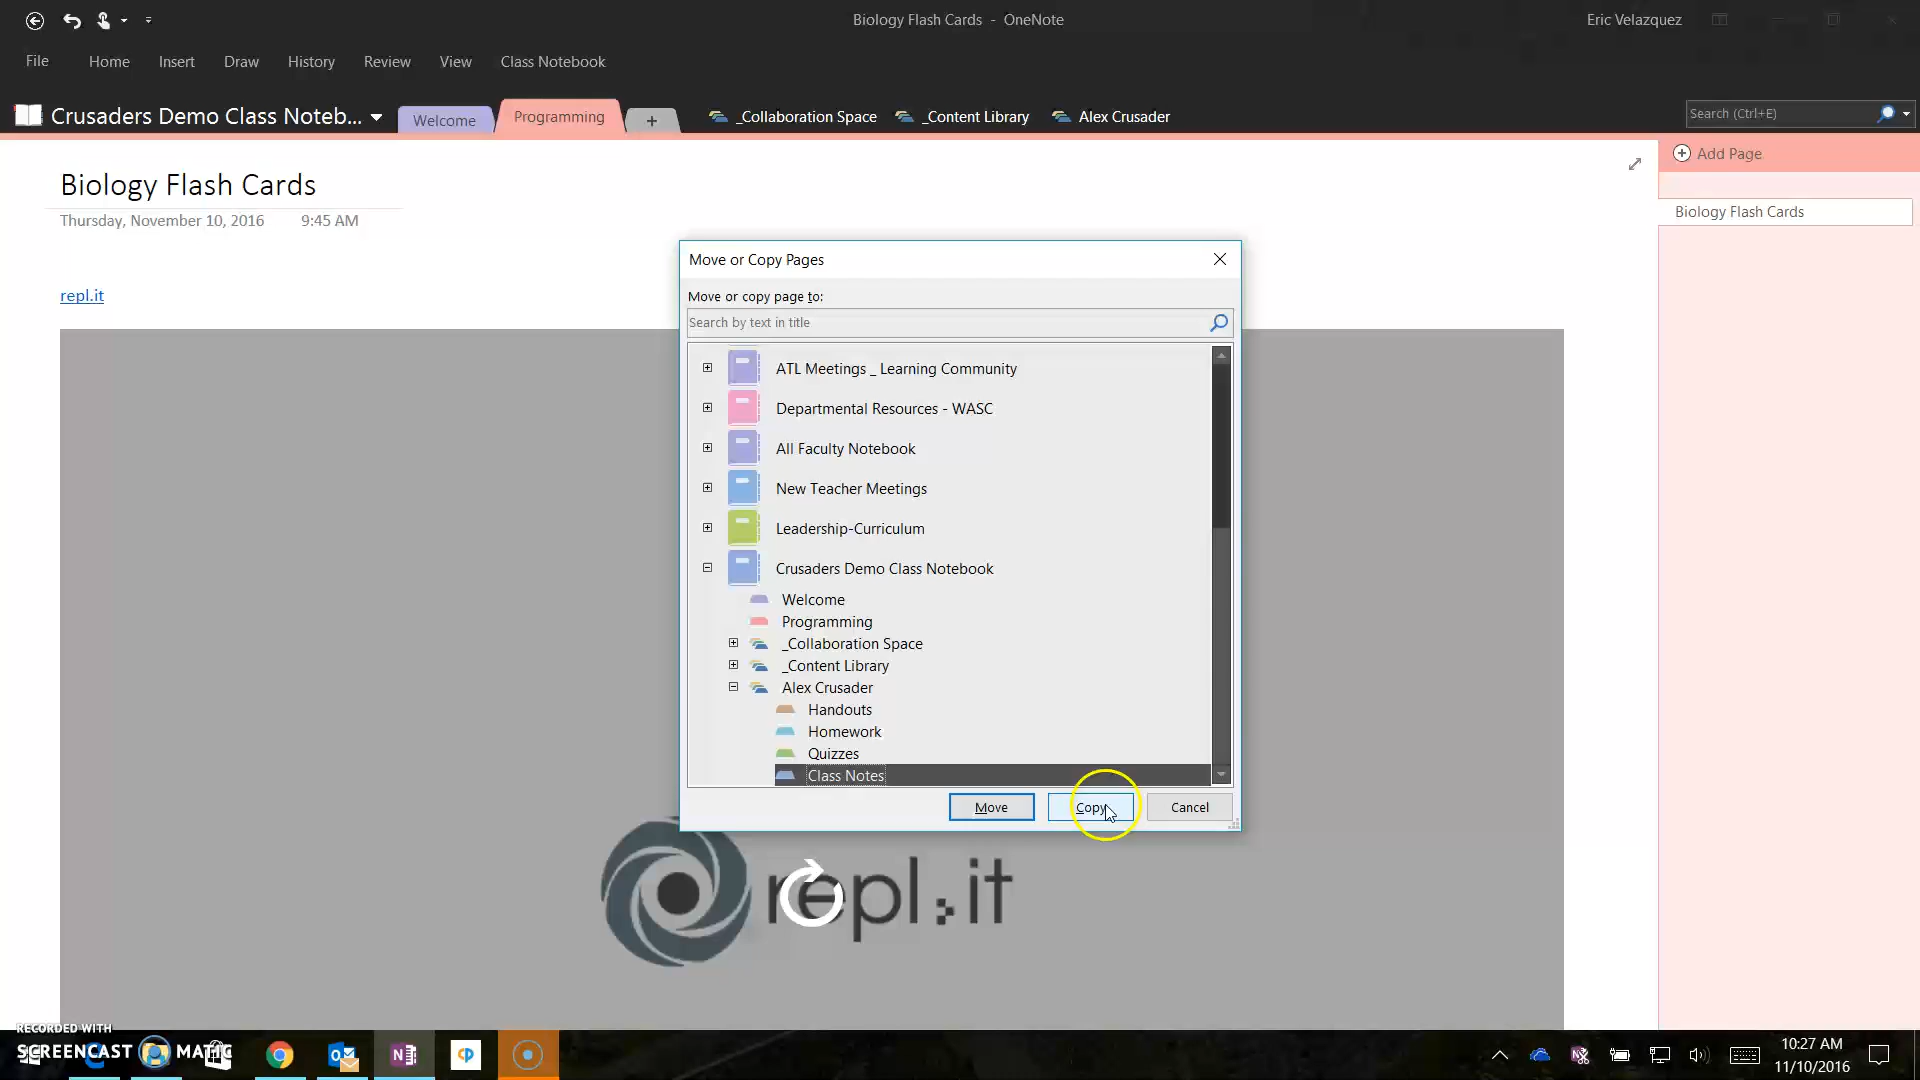 Biology Flash Cards - OneNote
Eric Velazquez
File Home Insert Draw History Review View Class Notebook
Crusaders Demo Class Noteb...
Welcome
Programming
_Collaboration Space
_Content Library
Alex Crusader
Search (Ctrl+E)
Add Page
Biology Flash Cards
Biology Flash Cards
Thursday, November 10, 2016 9:45 AM
repl.it
Move or Copy Pages
Move or copy page to:
Search by text in title
ATL Meetings _ Learning Community
Departmental Resources - WASC
All Faculty Notebook
New Teacher Meetings
Leadership-Curriculum
Crusaders Demo Class Notebook
Welcome
Programming
_Collaboration Space
_Content Library
Alex Crusader
Handouts
Homework
Quizzes
Class Notes
Move Copy Cancel
repl.it
RECORDED WITH
SCREENCAST MATIC
10:27 AM
11/10/2016